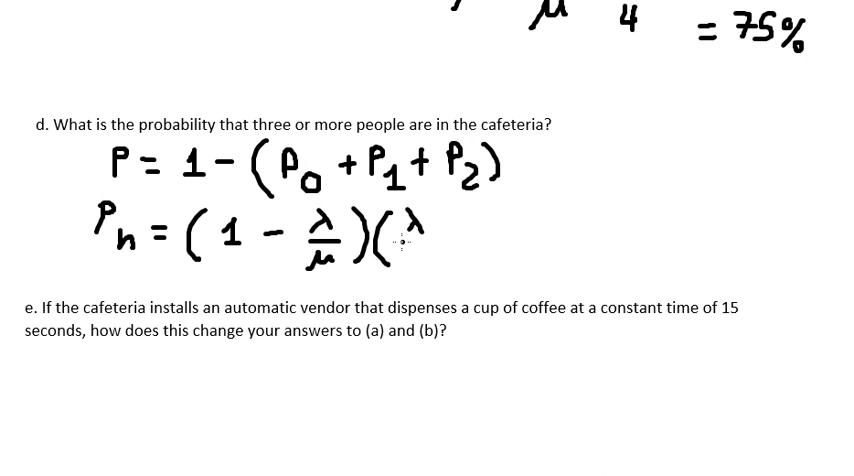 μ 4 = 75%
d. What is the probability that three or more people are in the cafeteria?
P = 1 - (P₀ + P₁ + P₂)
Pₙ = (1 - λ/μ)(λ
e. If the cafeteria installs an automatic vendor that dispenses a cup of coffee at a constant time of 15
seconds, how does this change your answers to (a) and (b)?